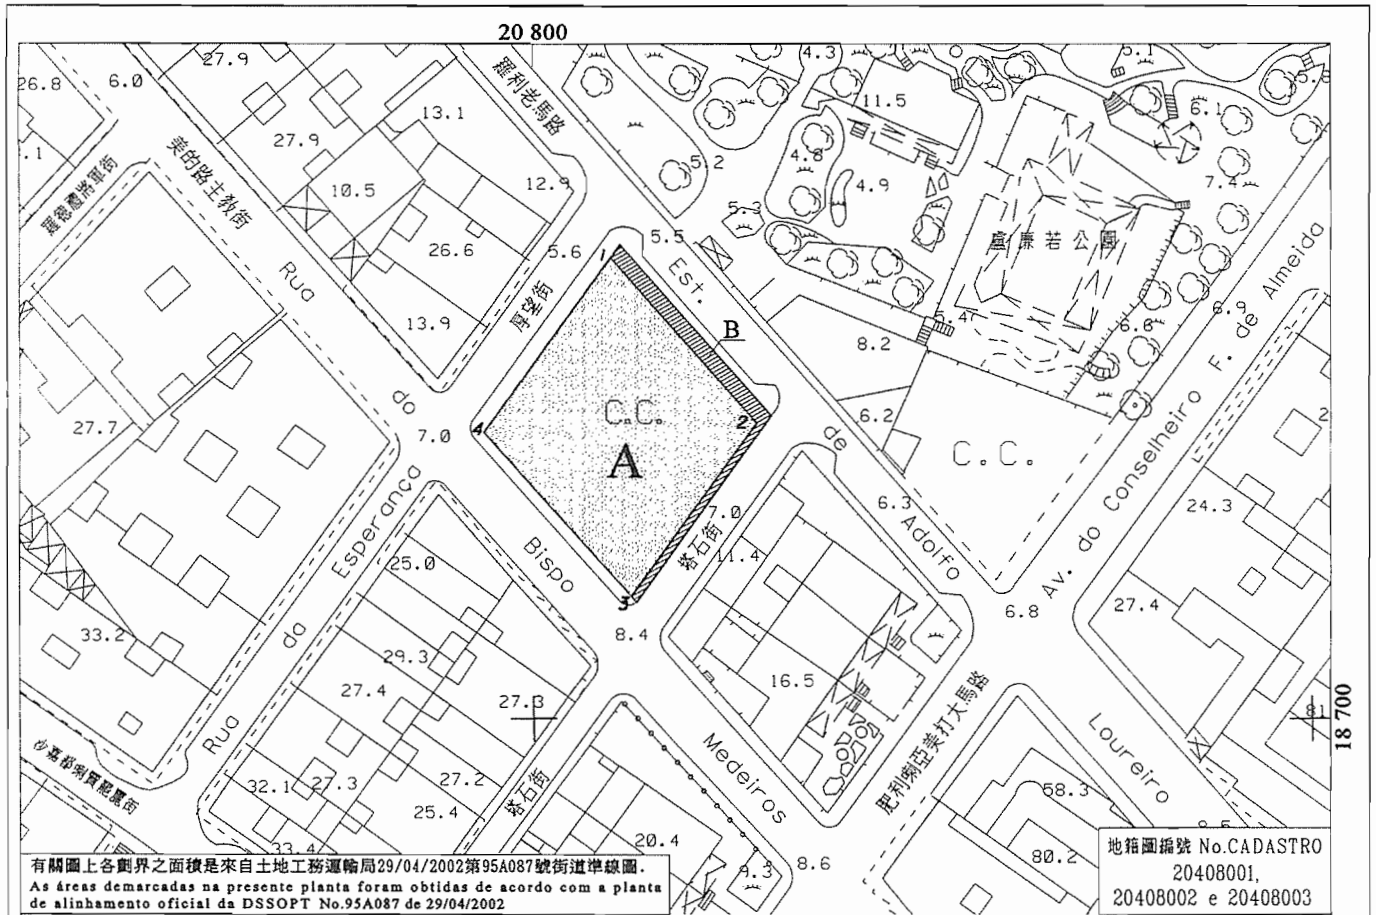 20 800
27.9
4.3
5.1
26.8
6.0
羅利老馬路
5.8
11.5
6.1
13.1
27.9
美的路主教街
4.8
5.2
12.9
4.9
7.4
10.5
5.3
5.5
5.6
26.6
盧廉若公園
Rua
do
Bispo
Medeiros
Est.
de
Adolfo
Loureiro
Av. do Conselheiro F. de Almeida
厚望街
1
2
3
4
B
C.C.
A
5.4
6.6
6.9
8.2
13.9
6.2
C.C.
27.7
7.0
Rua da Esperança
6.3
24.3
7.0
塔石街
11.4
25.0
6.8
27.4
33.2
8.4
29.3
27.4
16.5
27.3
肥利喇亞美打大馬路
81
18 700
32.1
27.3
27.2
25.4
塔石街
58.3
20.4
80.2
33.4
9.3
8.6
8.6
有關圖上各劃界之面積是來自土地工務運輸局29/04/2002第95A087號街道準線圖.
As áreas demarcadas na presente planta foram obtidas de acordo com a planta
de alinhamento oficial da DSSOPT No.95A087 de 29/04/2002
地籍圖編號 No.CADASTRO
20408001,
20408002 e 20408003